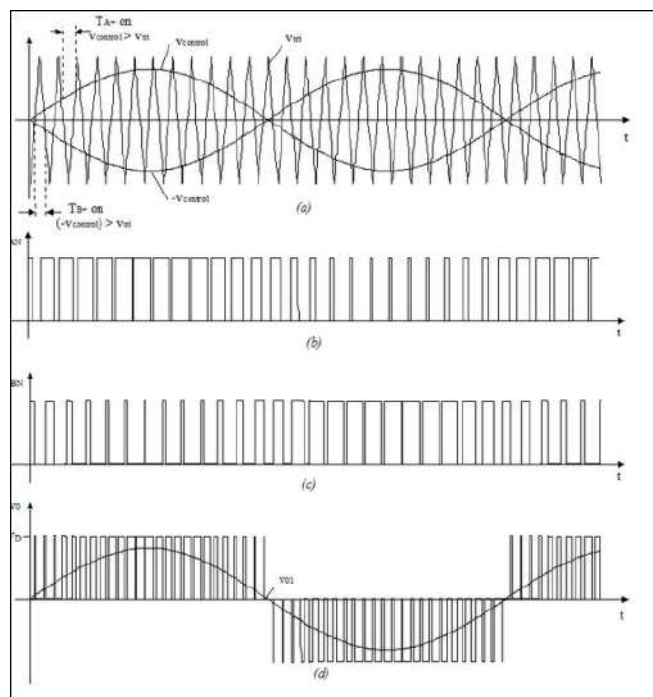 TA+ on
Vcontrol > Vtri
Vcontrol
Vtri
t
-Vcontrol
(a)
TB+ on
(-Vcontrol) > Vtri
AN
(b)
t
BN
(c)
t
V0
VD
V01
t
(d)